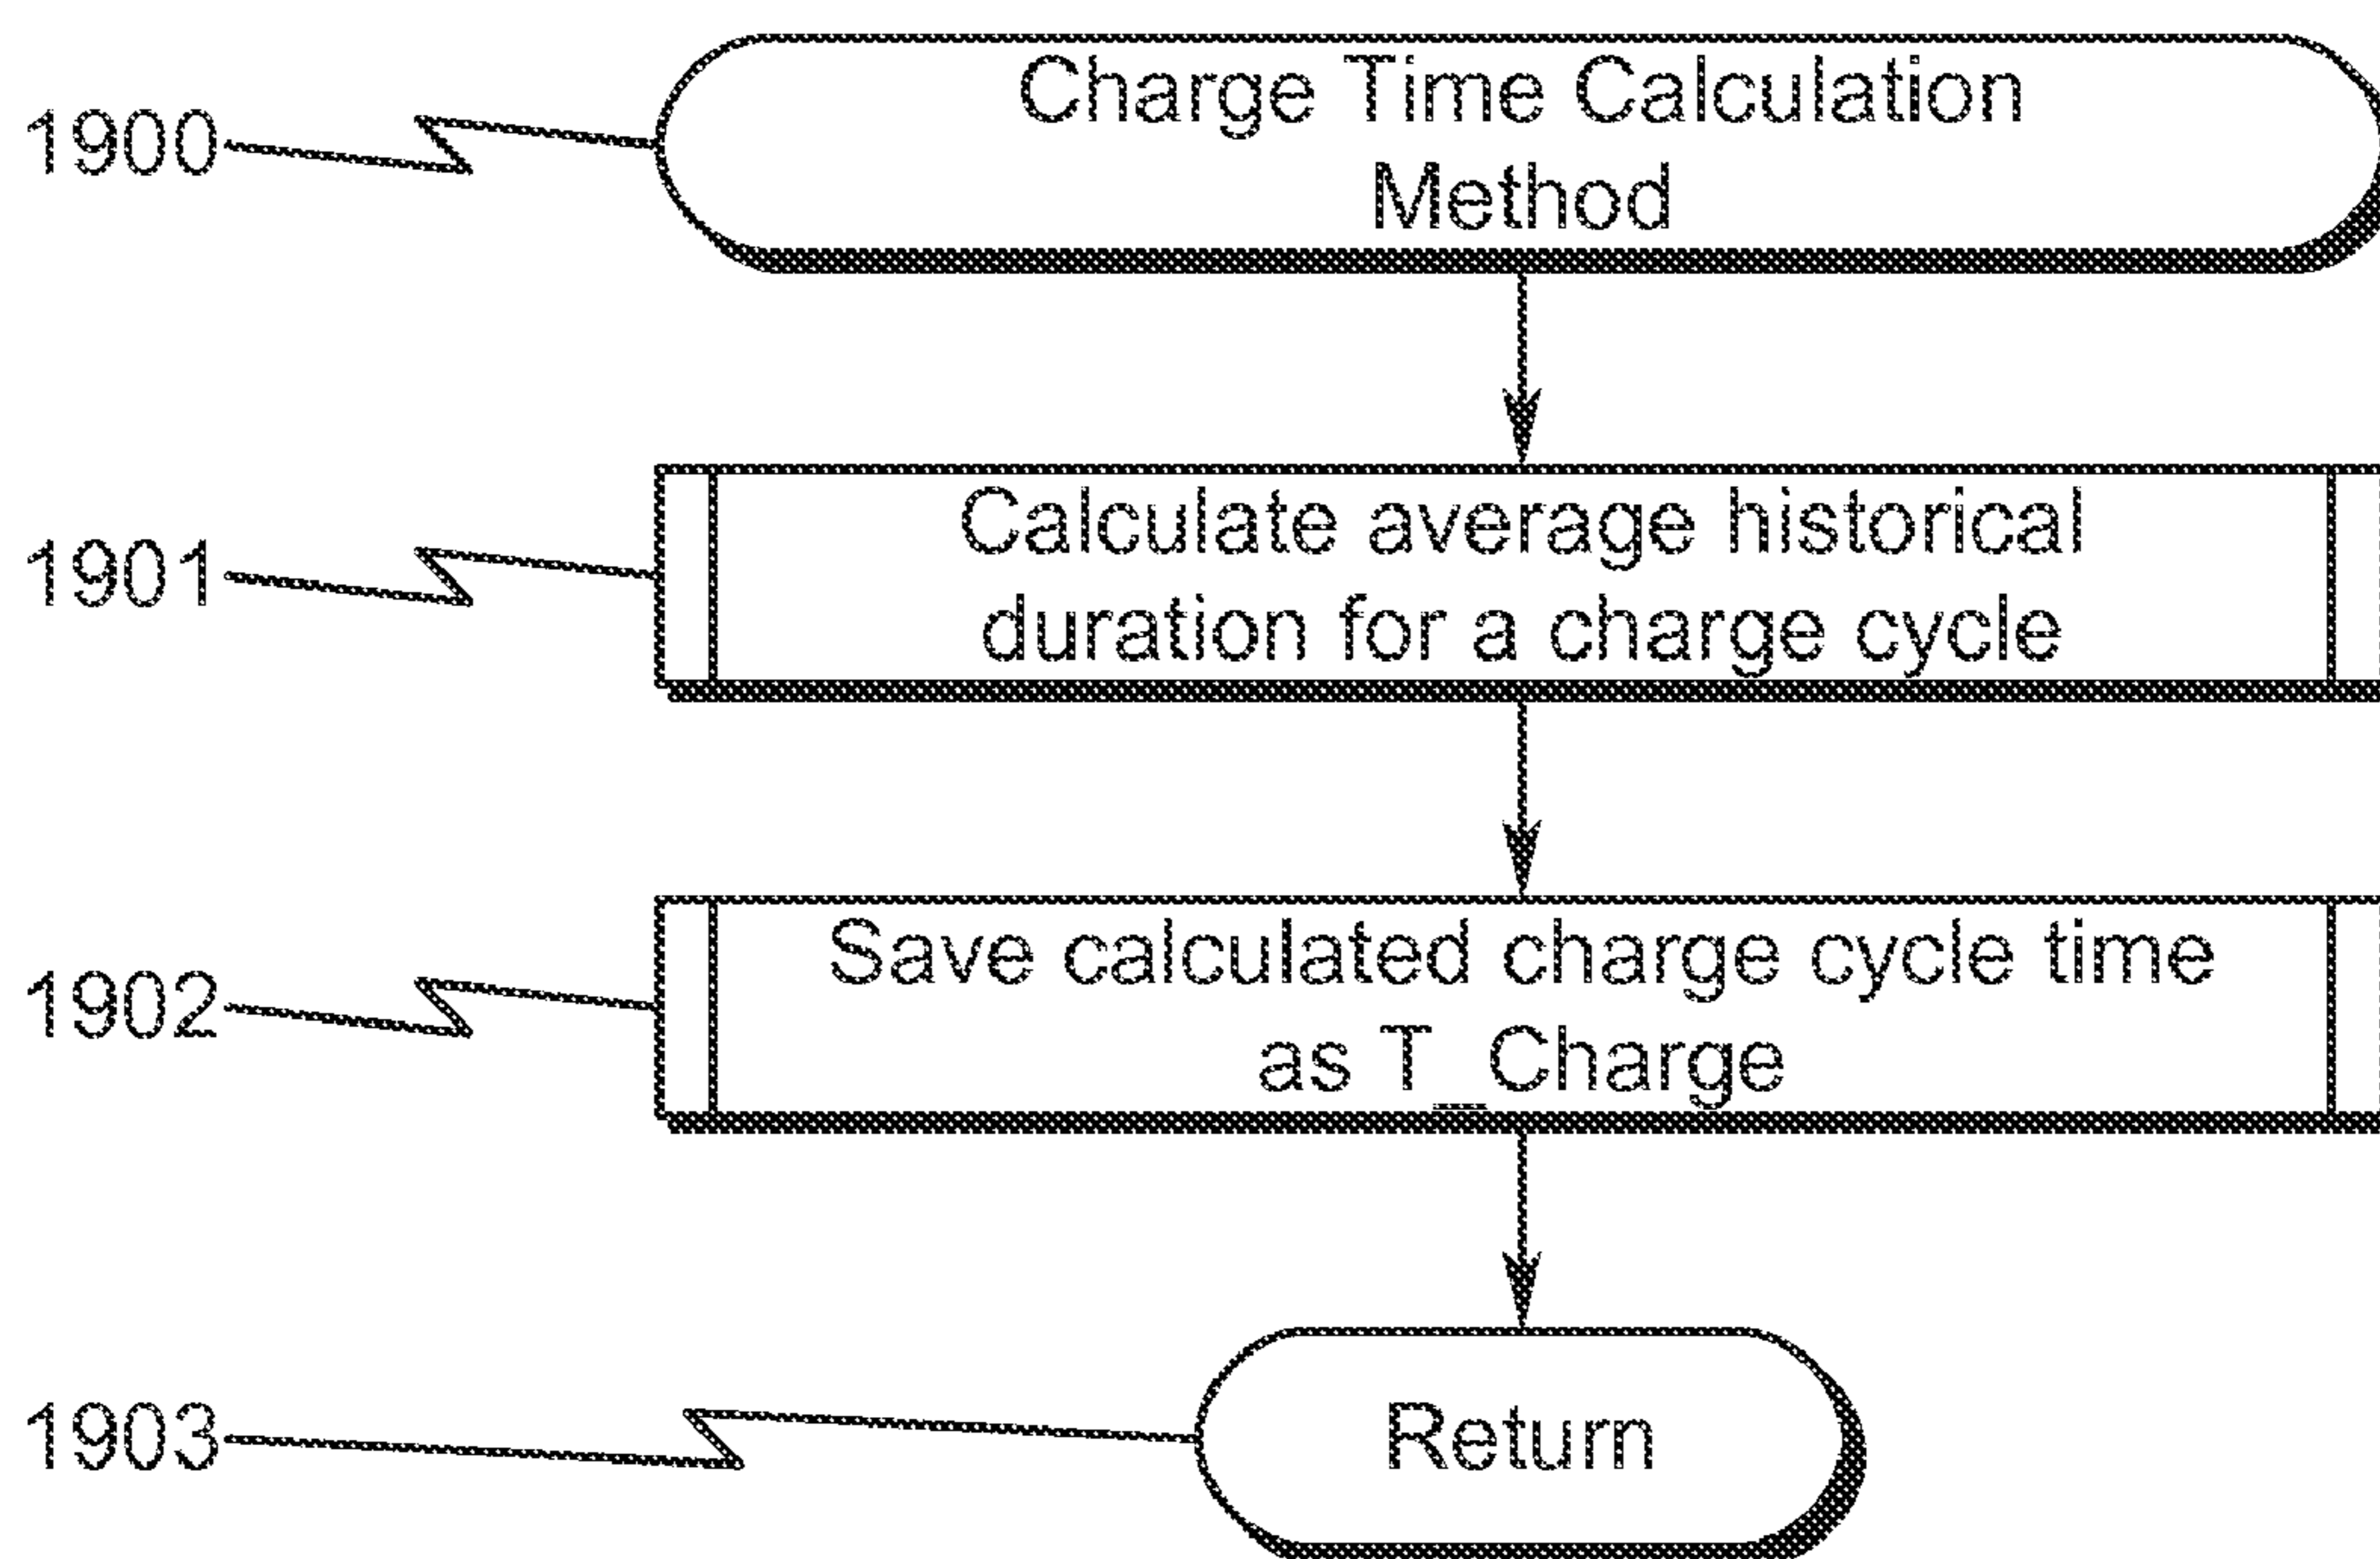 1900
Charge Time Calculation
Method
1901
Calculate average historical
duration for a charge cycle
1902
Save calculated charge cycle time
as T_Charge
1903
Return